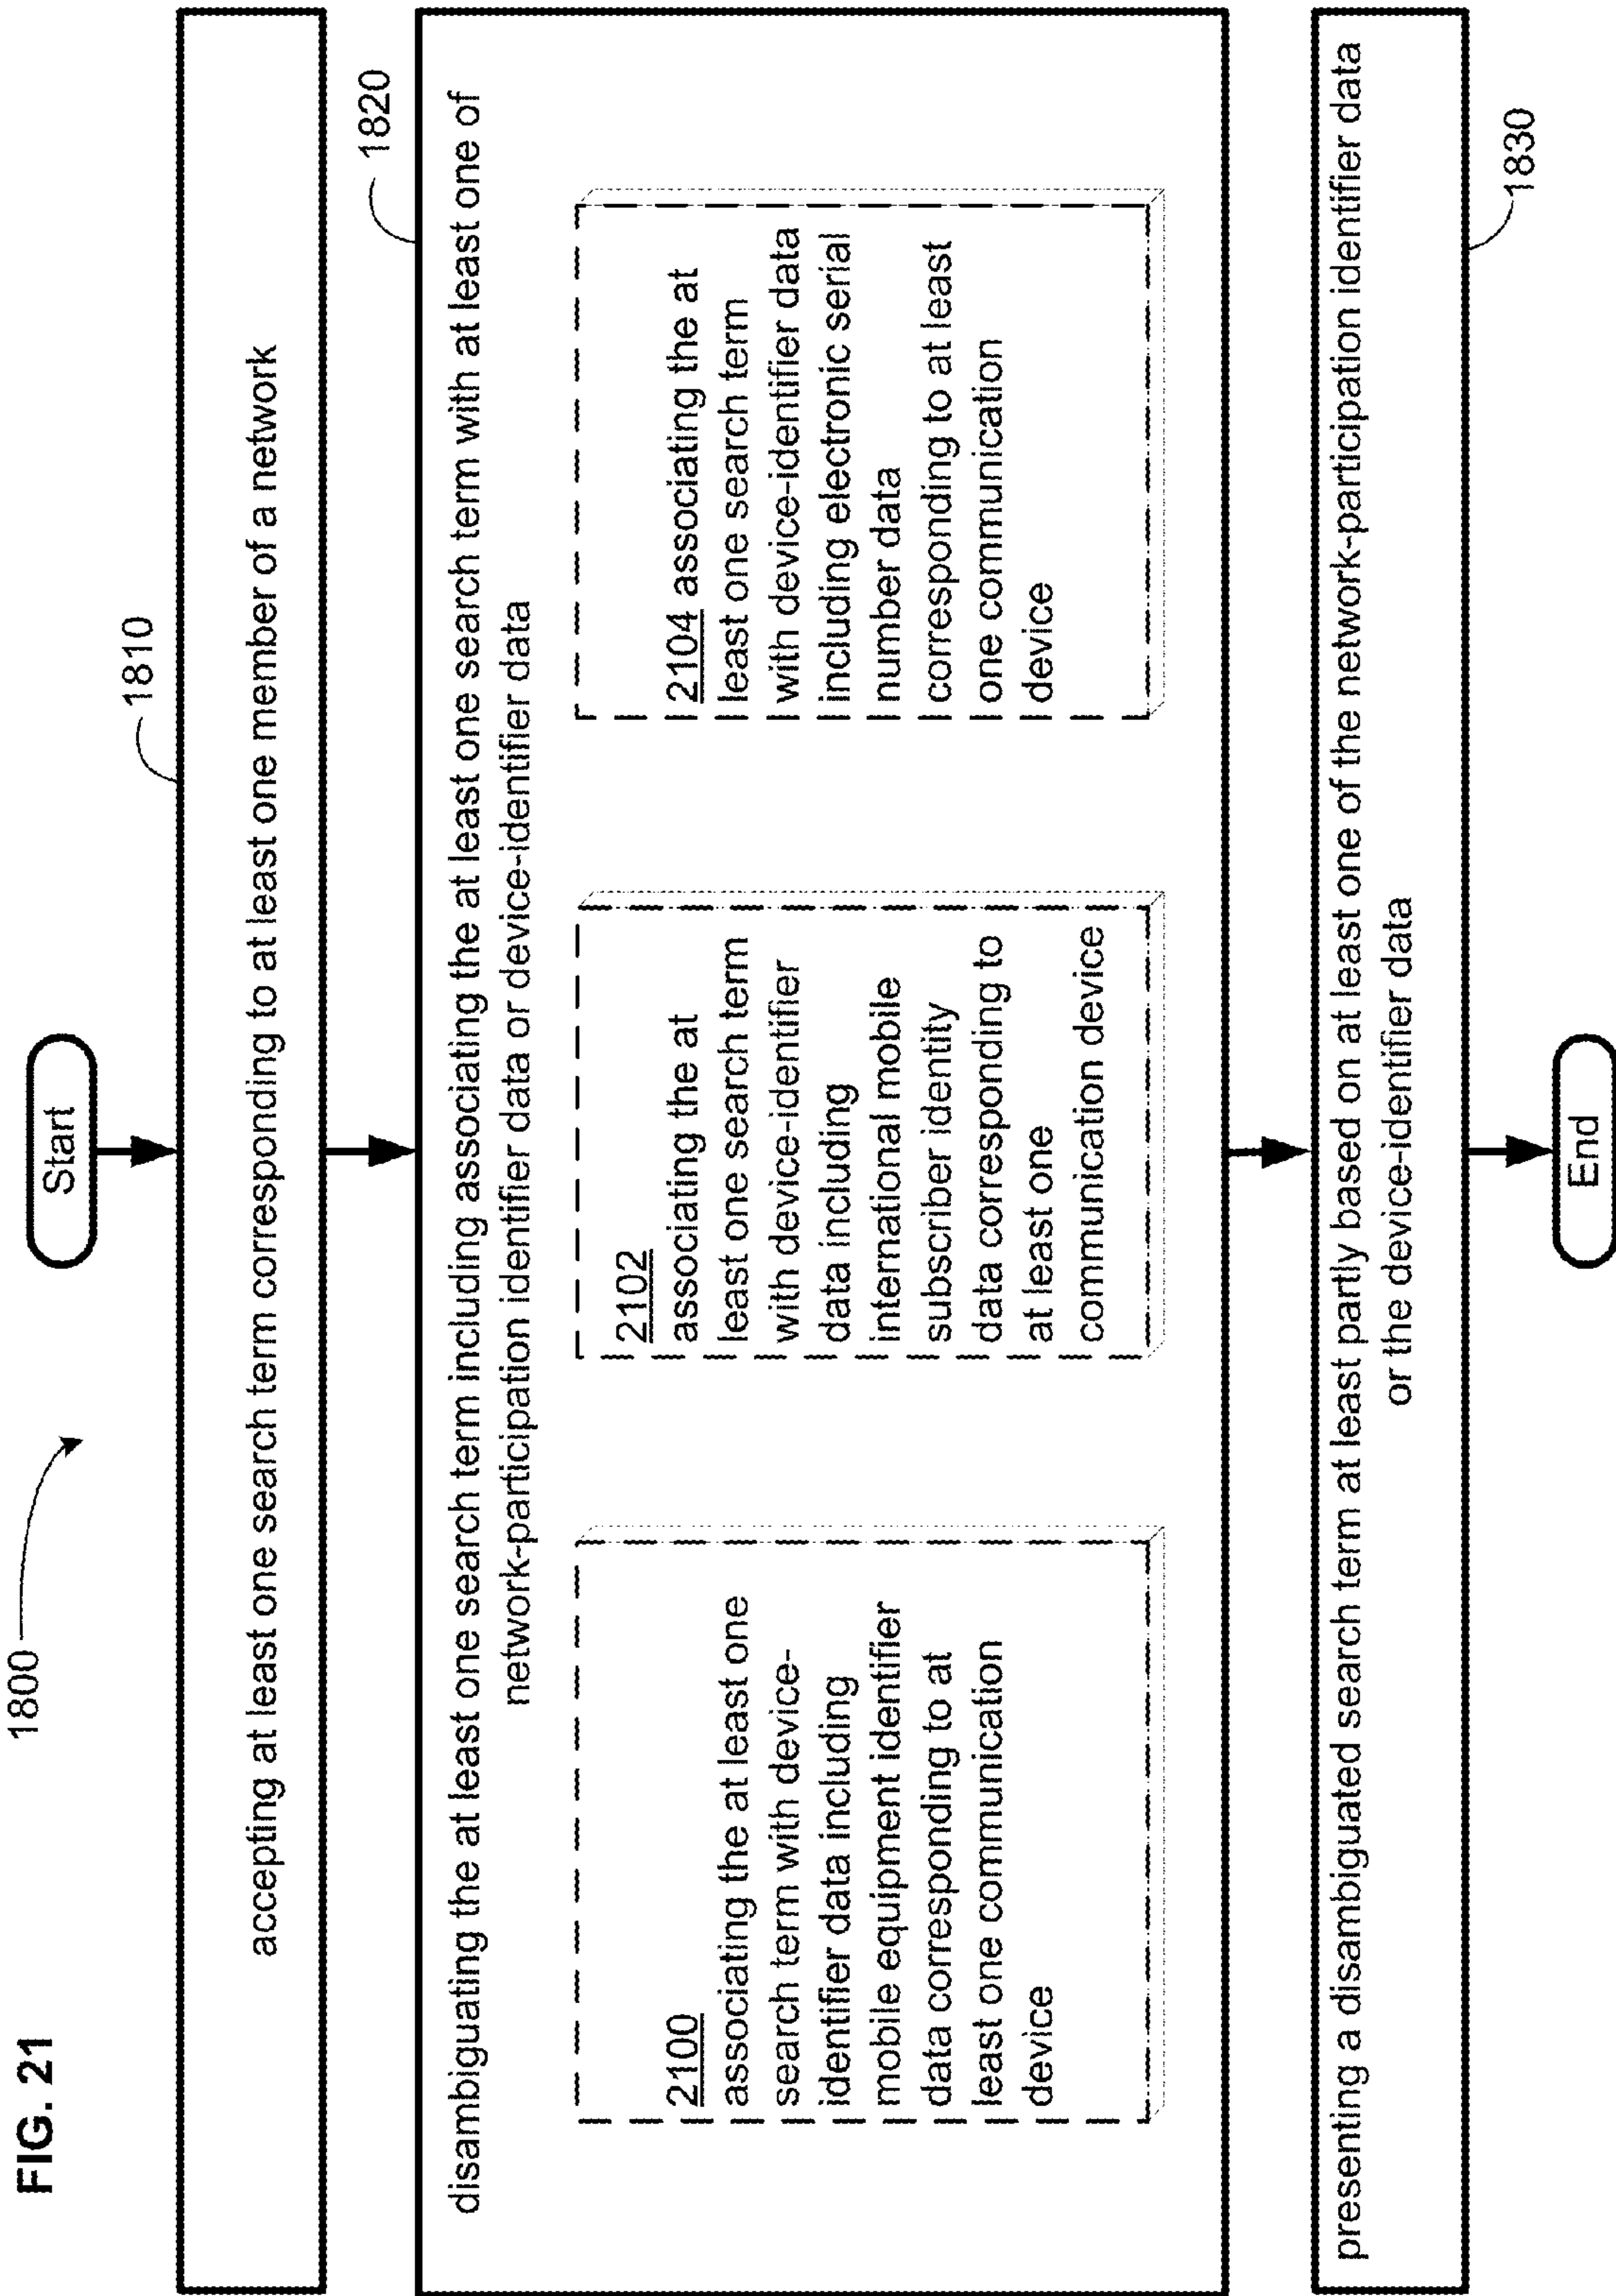 FIG. 21
1800
Start
1810
accepting at least one search term corresponding to at least one member of a network
1820
disambiguating the at least one search term including associating the at least one search term with at least one of
network-participation identifier data or device-identifier data
2100
associating the at least one
search term with device-
identifier data including
mobile equipment identifier
data corresponding to at
least one communication
device
2102
associating the at
least one search term
with device-identifier
data including
international mobile
subscriber identity
data corresponding to
at least one
communication device
2104 associating the at
least one search term
with device-identifier data
including electronic serial
number data
corresponding to at least
one communication
device
presenting a disambiguated search term at least partly based on at least one of the network-participation identifier data
or the device-identifier data
1830
End